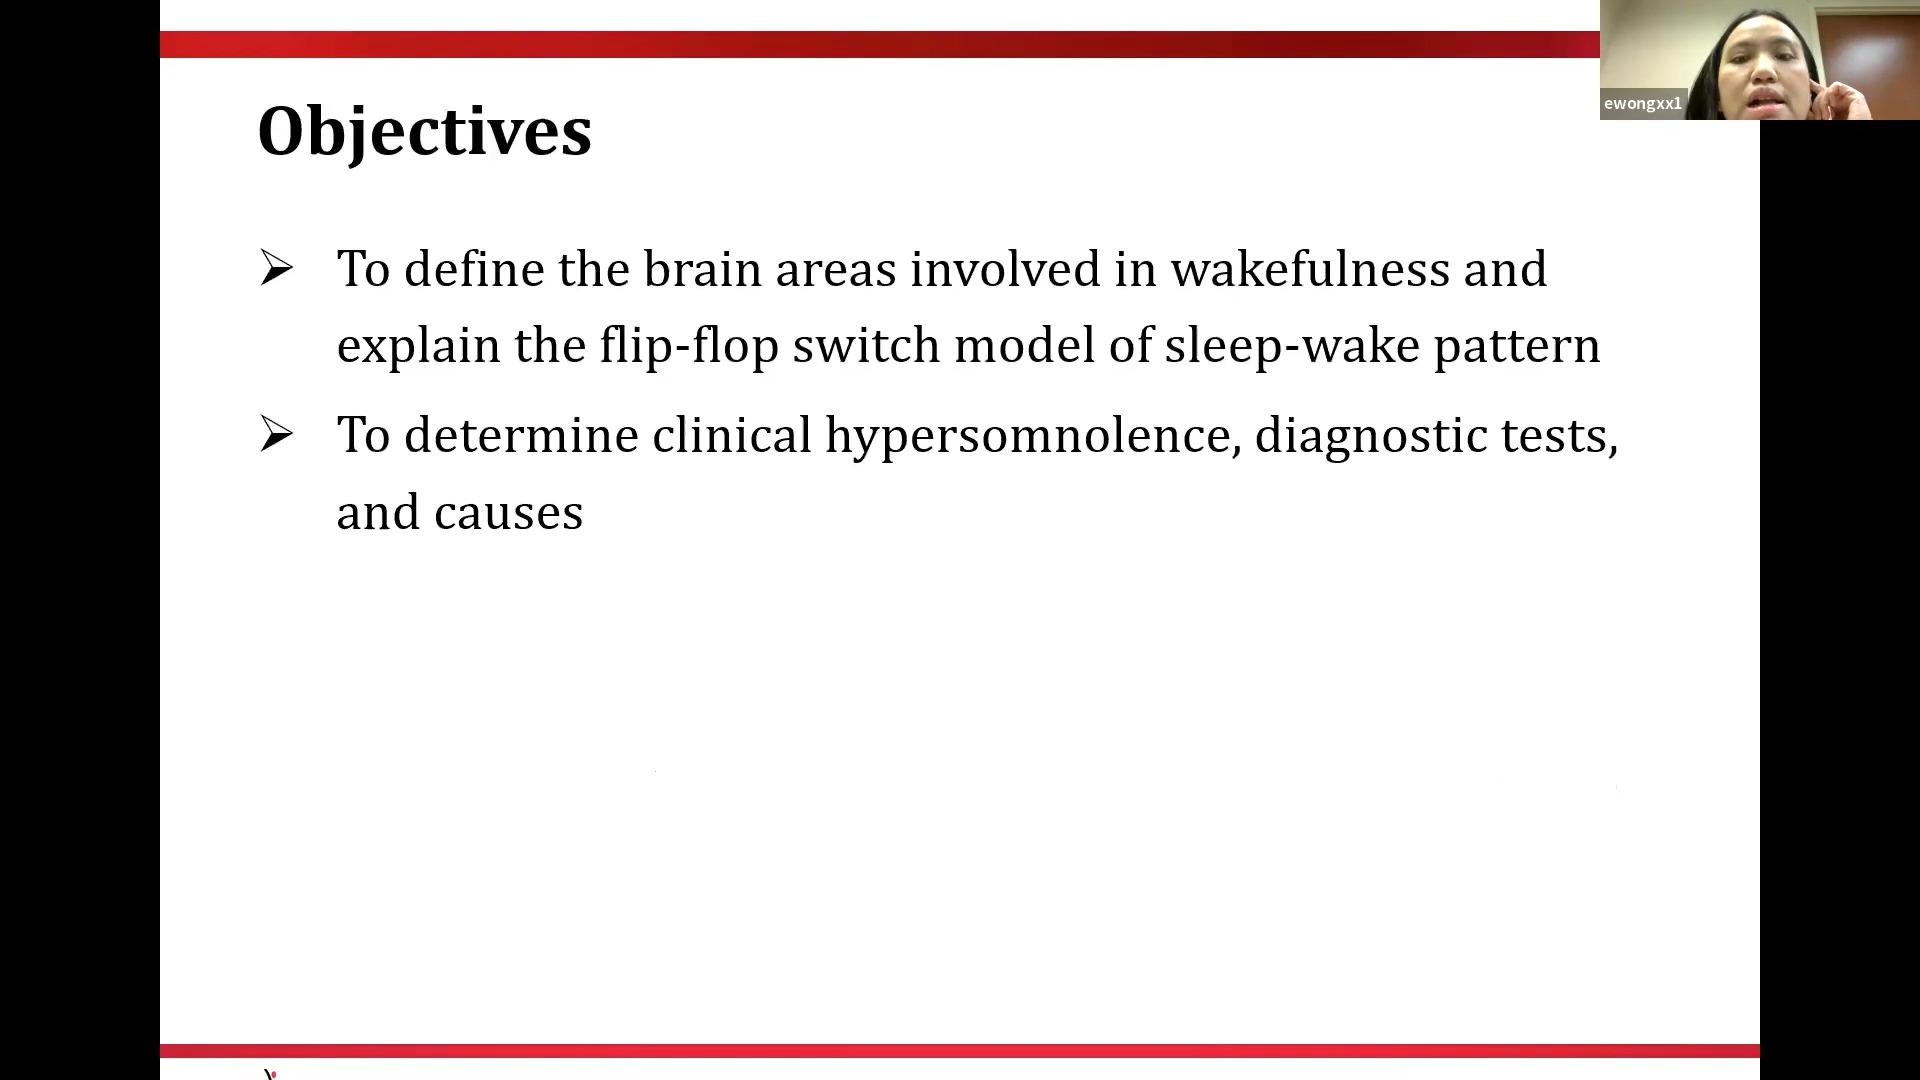 Objectives
ewongxx1
➢ To define the brain areas involved in wakefulness and
explain the flip-flop switch model of sleep-wake pattern
➢ To determine clinical hypersomnolence, diagnostic tests,
and causes